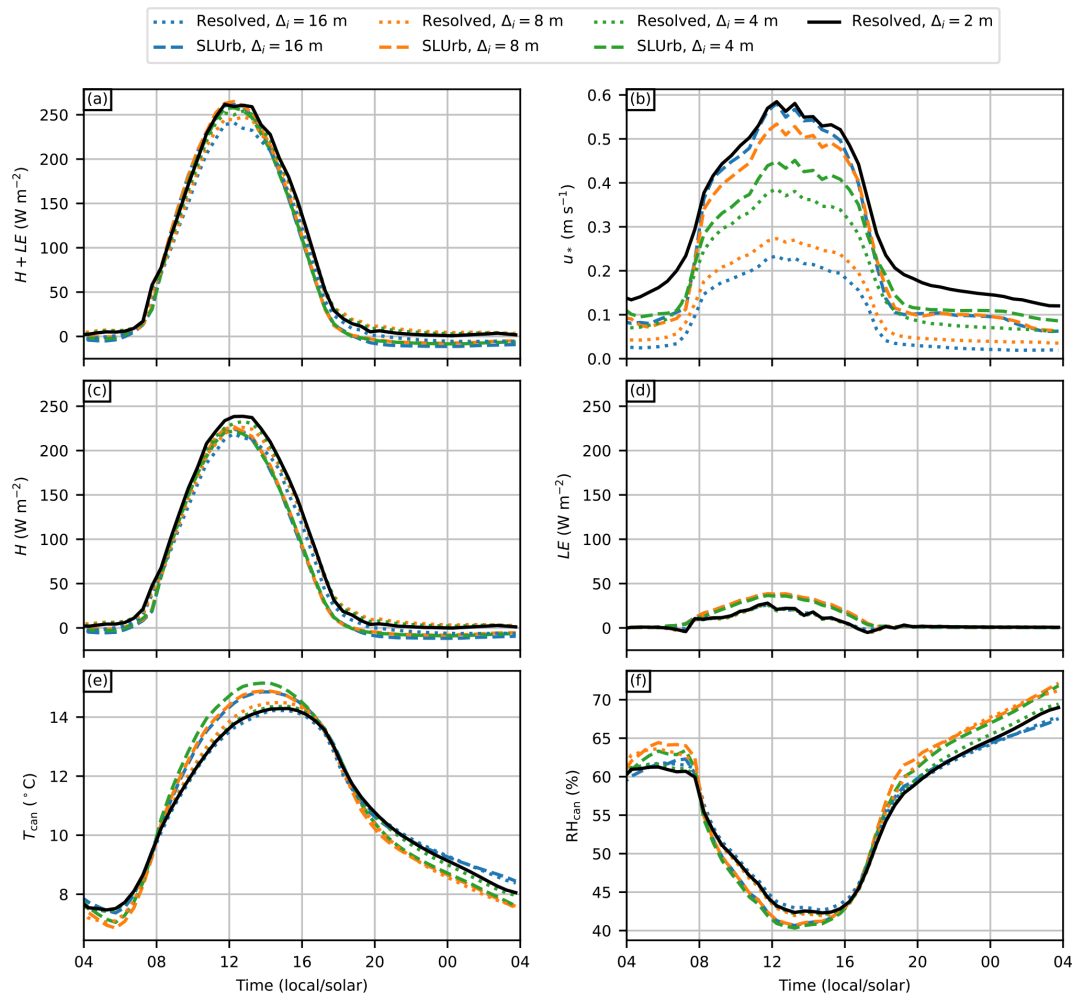 Resolved, Δᵢ = 16 m Resolved, Δᵢ = 8 m Resolved, Δᵢ = 4 m Resolved, Δᵢ = 2 m
SLUrb, Δᵢ = 16 m SLUrb, Δᵢ = 8 m SLUrb, Δᵢ = 4 m
(a)
H + LE (W m⁻²)
250
200
150
100
50
0
(b)
u* (m s⁻¹)
0.6
0.5
0.4
0.3
0.2
0.1
0.0
(c)
H (W m⁻²)
250
200
150
100
50
0
(d)
LE (W m⁻²)
250
200
150
100
50
0
(e)
T_can (°C)
14
12
10
8
04 08 12 16 20 00 04
Time (local/solar)
(f)
RH_can (%)
70
65
60
55
50
45
40
04 08 12 16 20 00 04
Time (local/solar)